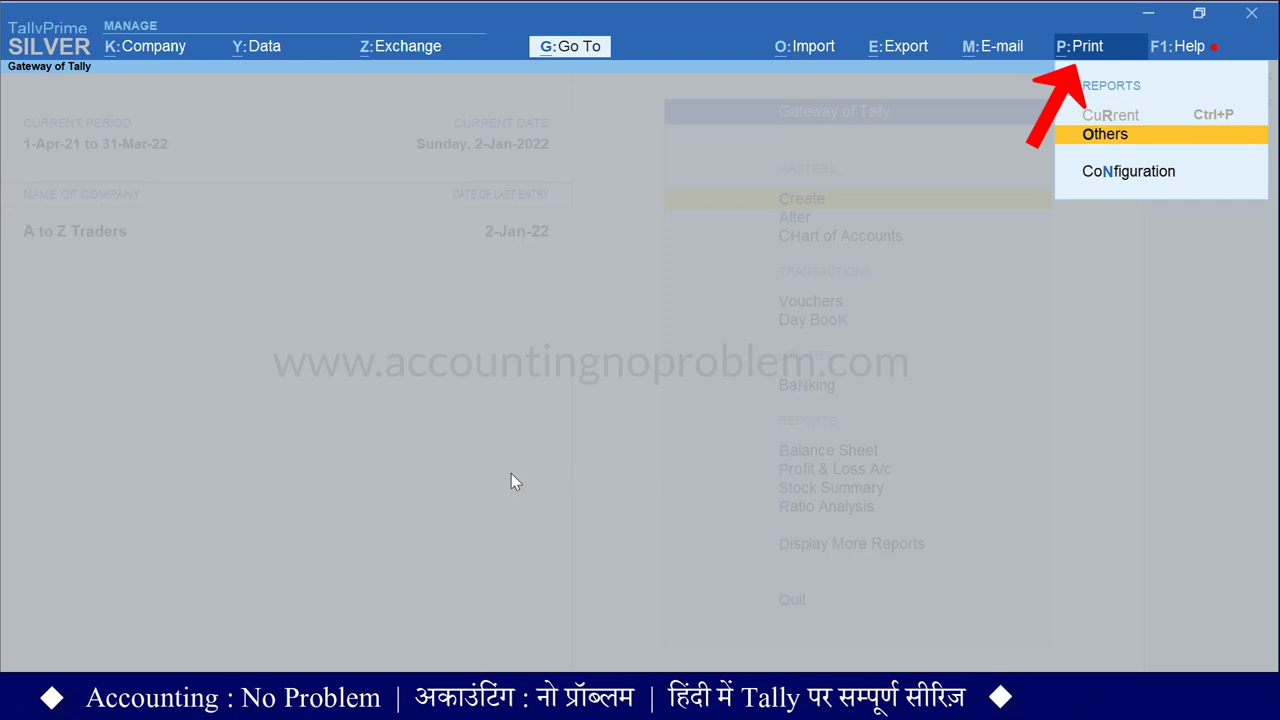 TallyPrime
SILVER
MANAGE
K:Company Y:Data Z:Exchange G:Go To O:Import E:Export M:E-mail P:Print F1:Help
Gateway of Tally
REPORTS
CuRrent Ctrl+P
Others
CoNfiguration
CURRENT PERIOD CURRENT DATE
1-Apr-21 to 31-Mar-22 Sunday, 2-Jan-2022
NAME OF COMPANY DATE OF LAST ENTRY
A to Z Traders 2-Jan-22
Gateway of Tally
MASTERS
Create
Alter
CHart of Accounts
TRANSACTIONS
Vouchers
Day BooK
BaNking
REPORTS
Balance Sheet
Profit & Loss A/c
Stock Summary
Ratio Analysis
Display More Reports
Quit
www.accountingnoproblem.com
Accounting : No Problem | अकाउंटिंग : नो प्रॉब्लम | हिंदी में Tally पर सम्पूर्ण सीरिज़